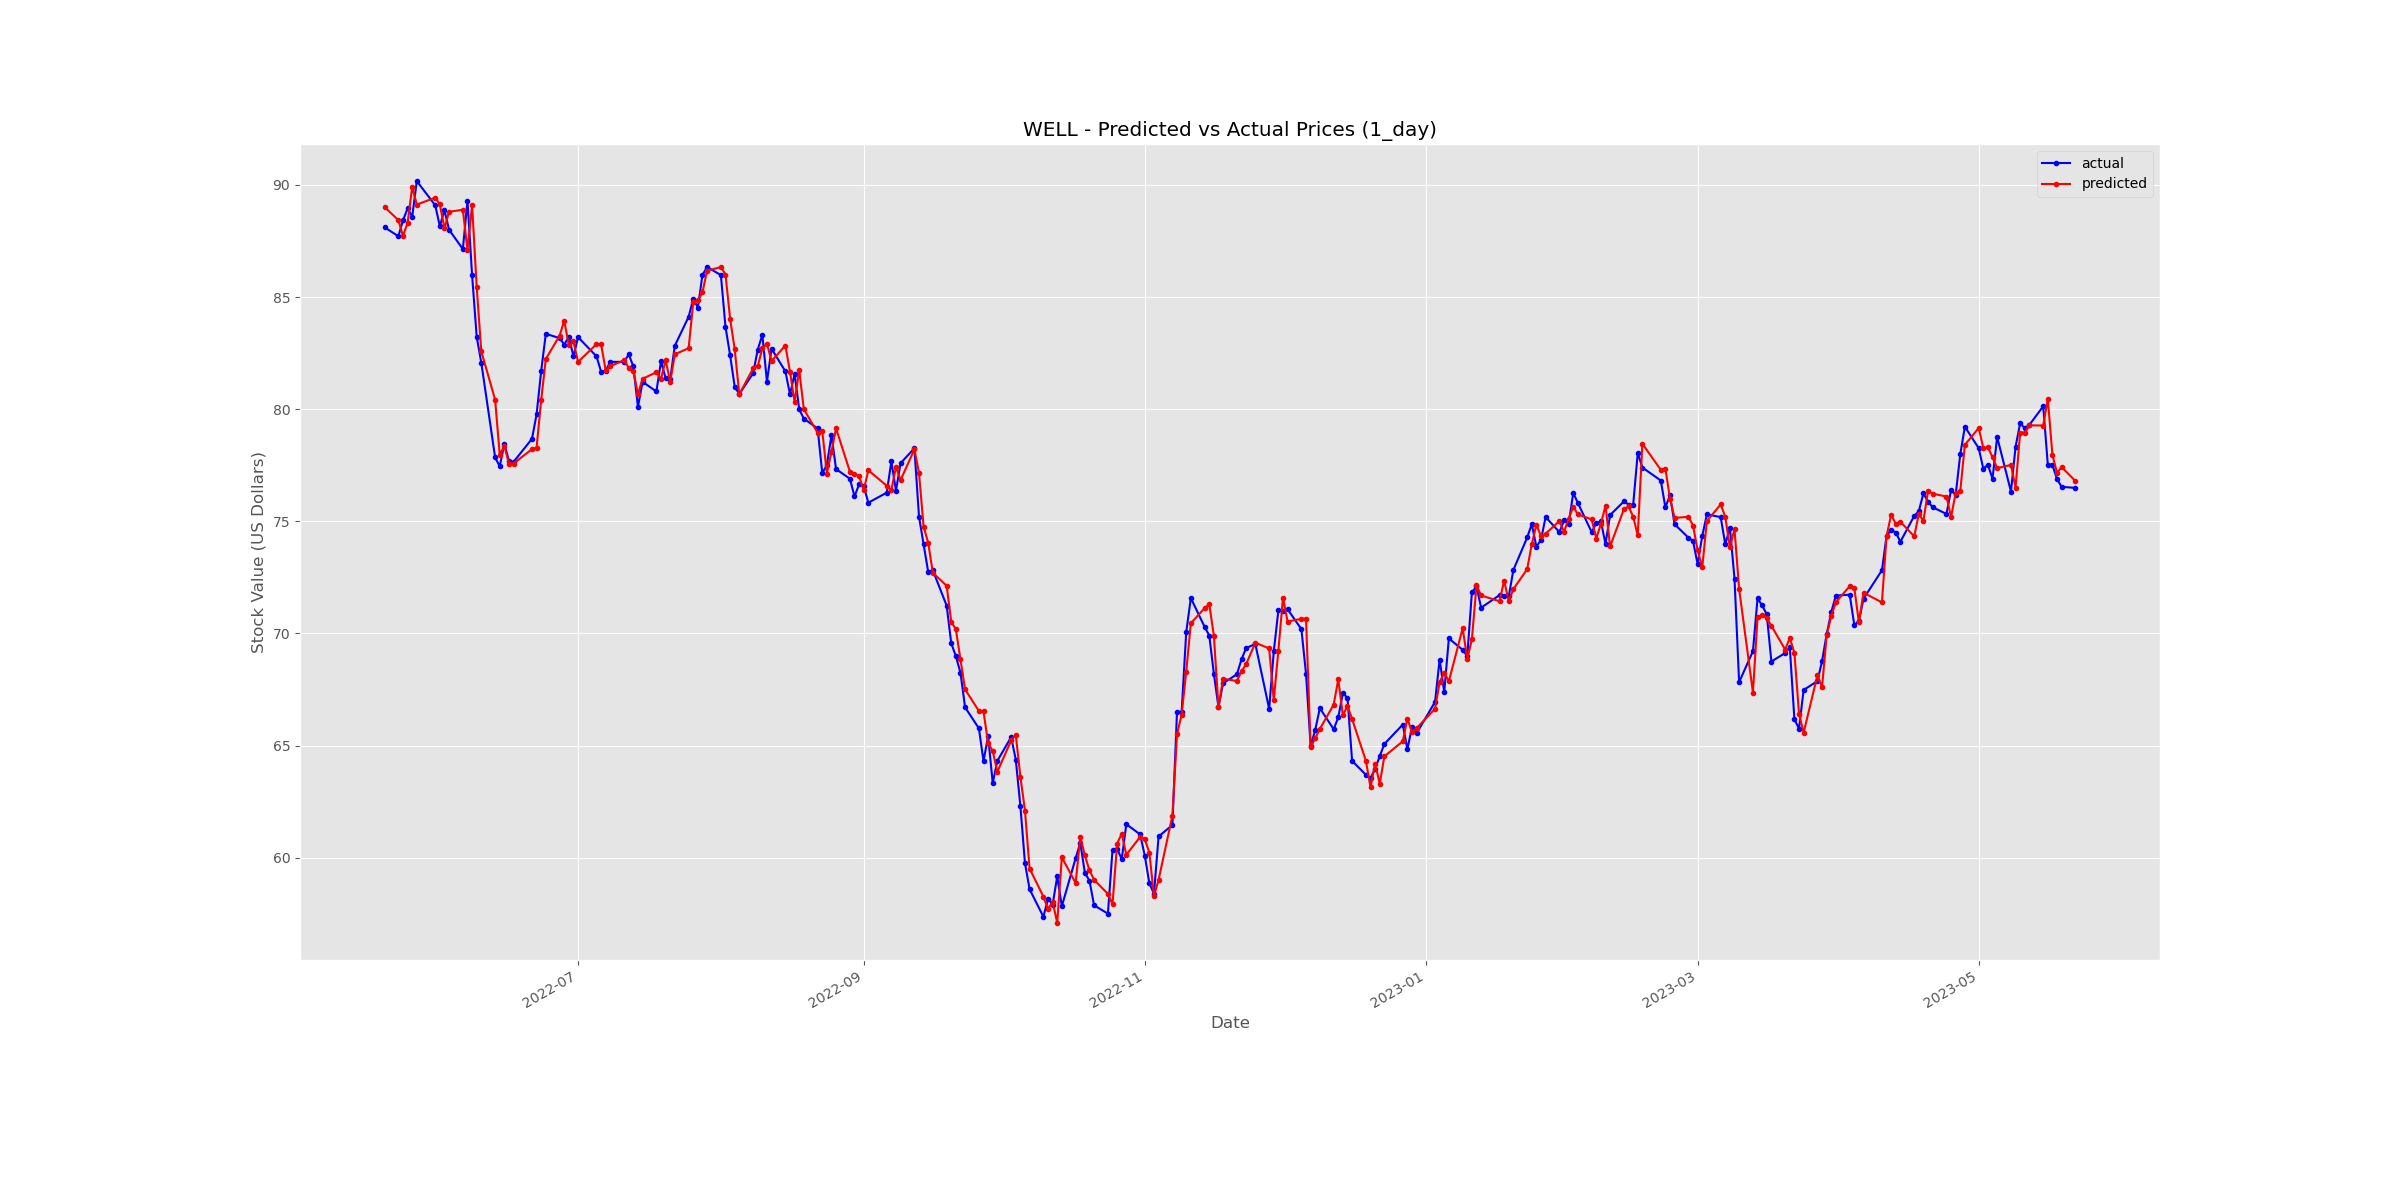 WELL - Predicted vs Actual Prices (1_day)
actual
predicted
90
85
80
75
70
65
60
Stock Value (US Dollars)
2022-07
2022-09
2022-11
2023-01
2023-03
2023-05
Date